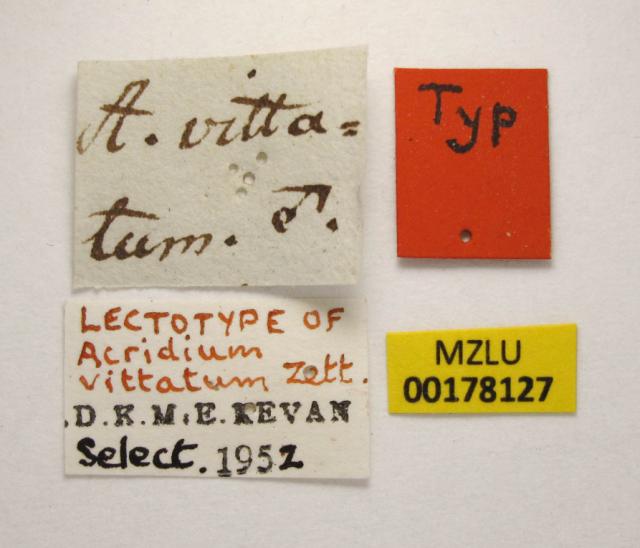 A. vitta=
tum. ♂.
Typ
LECTOTYPE OF
Acridium
vittatum Zett.
.D.K.M.E.KEVAN
Select. 1952
MZLU
00178127